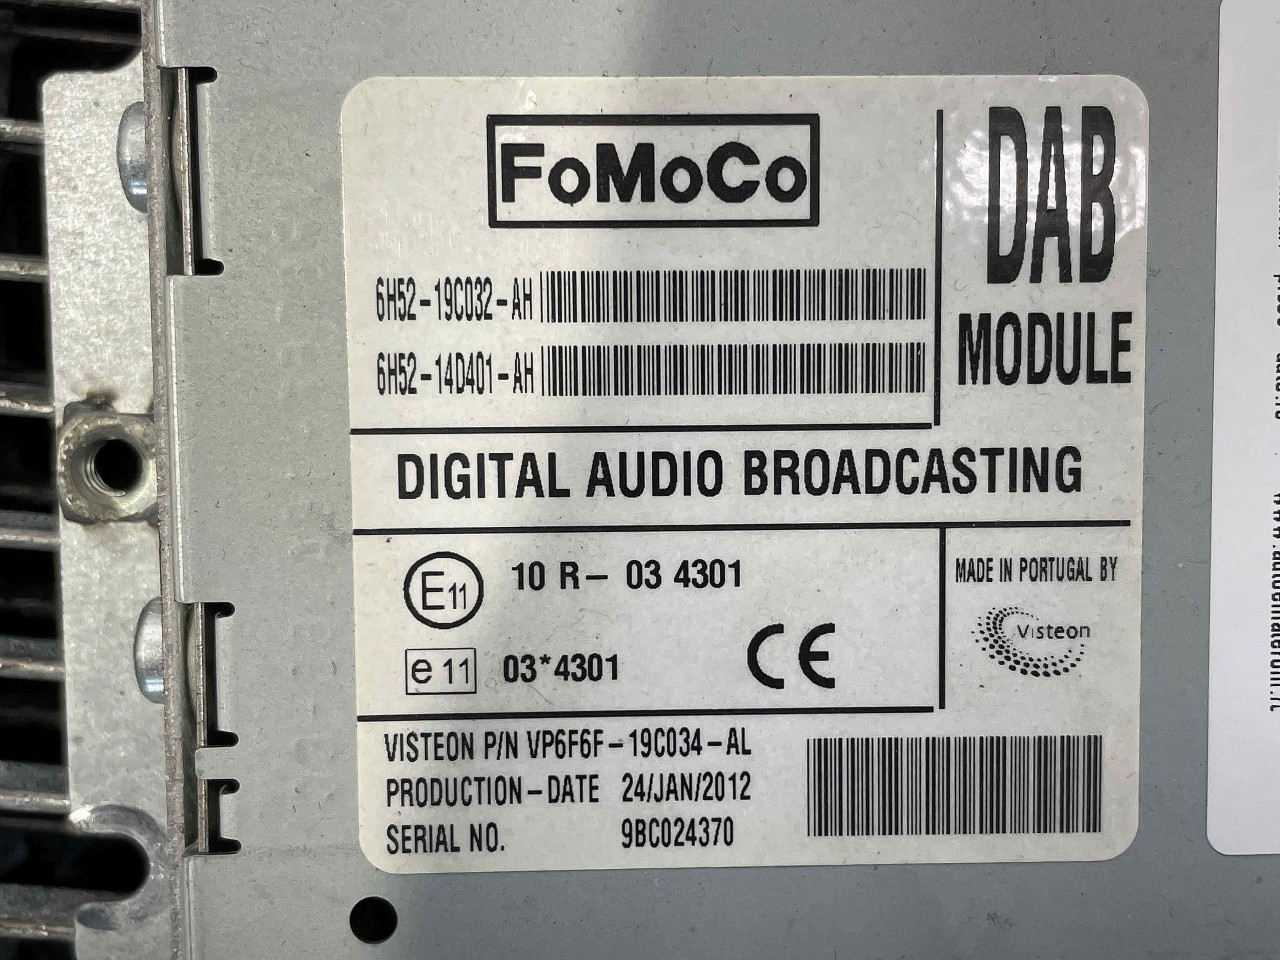 FoMoCo
DAB
MODULE
6H52-19C032-AH
6H52-14D401-AH
DIGITAL AUDIO BROADCASTING
E11 10 R- 03 4301
e 11 03*4301
CE
MADE IN PORTUGAL BY
Visteon
VISTEON P/N VP6F6F-19C034-AL
PRODUCTION-DATE 24/JAN/2012
SERIAL NO. 9BC024370